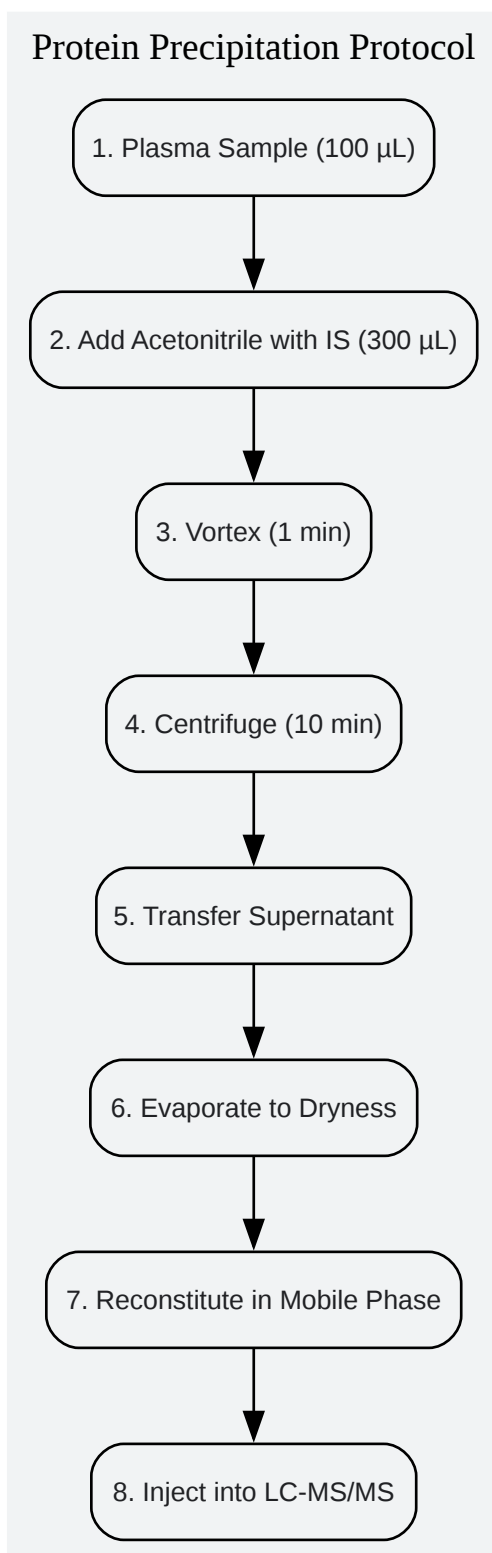 Protein Precipitation Protocol
1. Plasma Sample (100 µL)
2. Add Acetonitrile with IS (300 µL)
3. Vortex (1 min)
4. Centrifuge (10 min)
5. Transfer Supernatant
6. Evaporate to Dryness
7. Reconstitute in Mobile Phase
8. Inject into LC-MS/MS